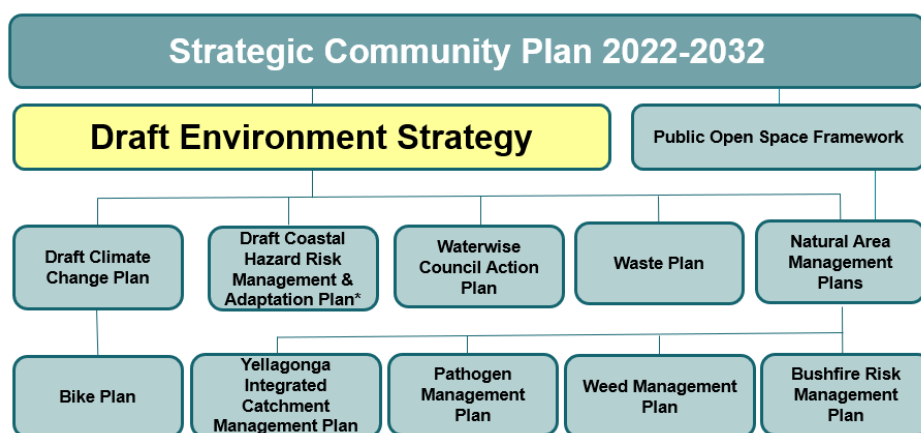 Strategic Community Plan 2022-2032
Draft Environment Strategy
Public Open Space Framework
Draft Climate
Change Plan
Draft Coastal
Hazard Risk
Management &
Adaptation Plan*
Waterwise
Council Action
Plan
Waste Plan
Natural Area
Management
Plans
Bike Plan
Yellagonga
Integrated
Catchment
Management Plan
Pathogen
Management
Plan
Weed Management
Plan
Bushfire Risk
Management
Plan